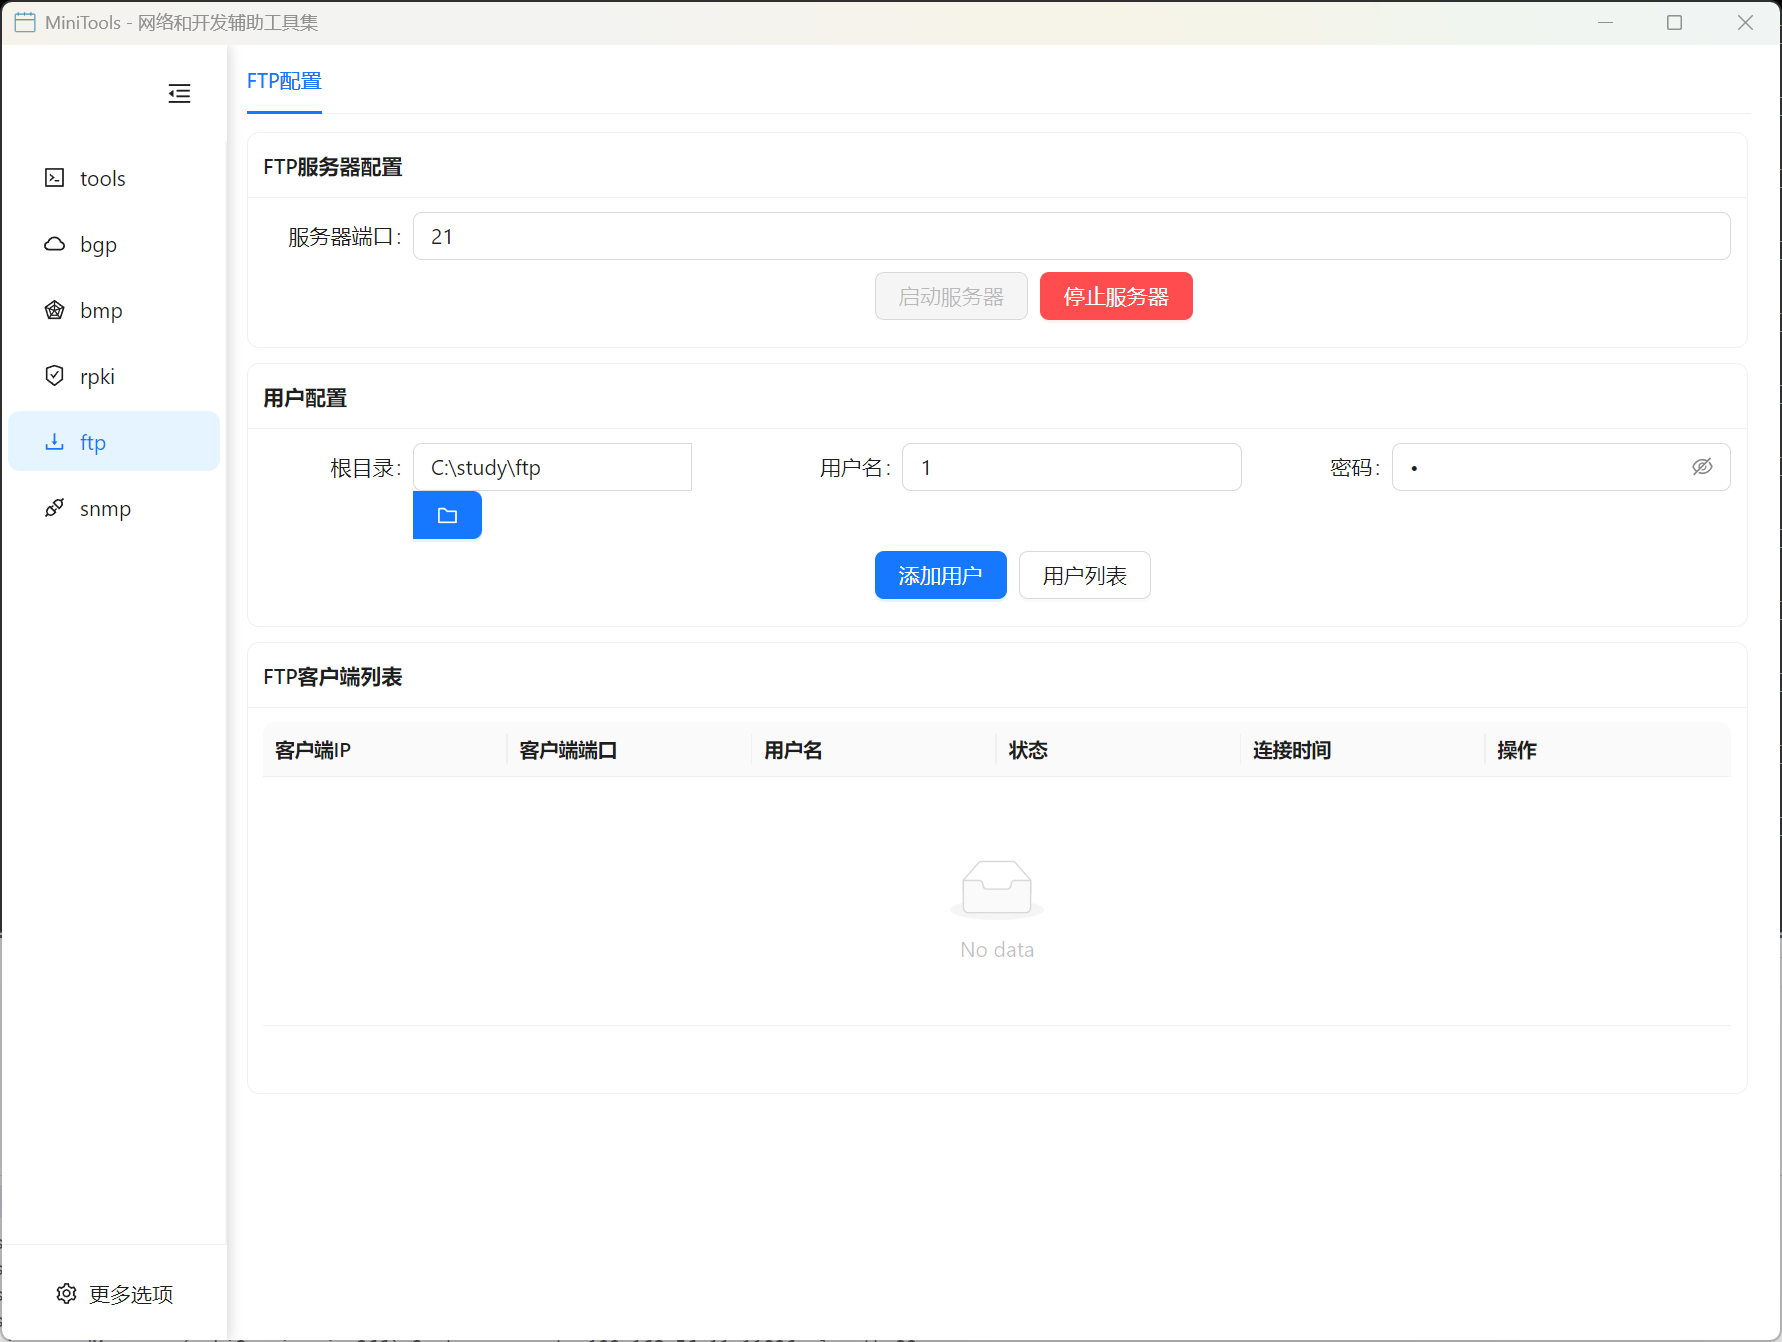 MiniTools - 网络和开发辅助工具集
tools
bgp
bmp
rpki
ftp
snmp
更多选项
FTP配置
FTP服务器配置
服务器端口: 21
启动服务器 停止服务器
用户配置
根目录: C:\study\ftp 用户名: 1 密码: •
添加用户 用户列表
FTP客户端列表
客户端IP 客户端端口 用户名 状态 连接时间 操作
No data